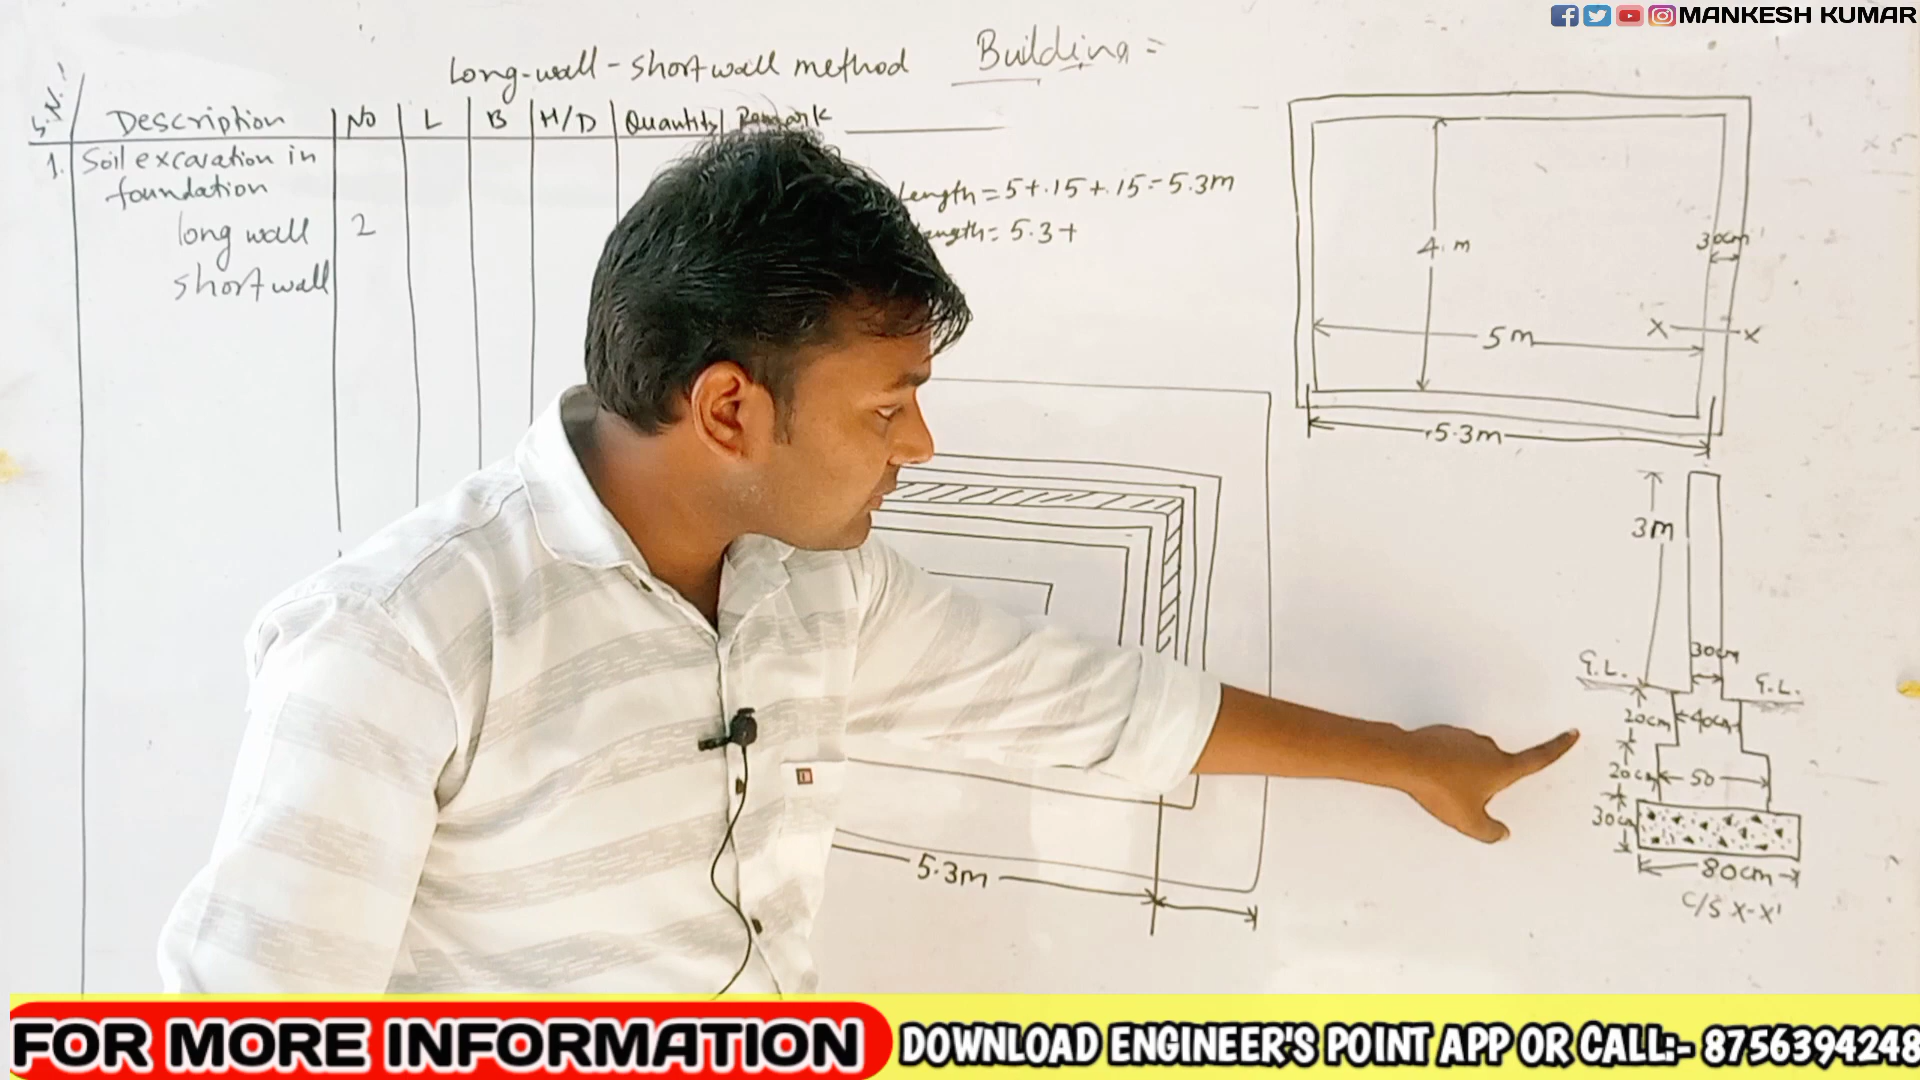 MANKESH KUMAR
Long-wall-short wall method Building =
S.N. Description No L B H/D Quantity Remark
1. Soil excavation in
foundation
long wall 2
short wall
Length = 5+.15+.15=5.3m
Length = 5.3+
4. m
30cm
5m
X X
5.3m
3m
30cm
G.L. G.L.
20cm 40cm
20cm 50
30cm
80cm
C/S X-X'
5.3m
FOR MORE INFORMATION DOWNLOAD ENGINEER'S POINT APP OR CALL:- 8756394248